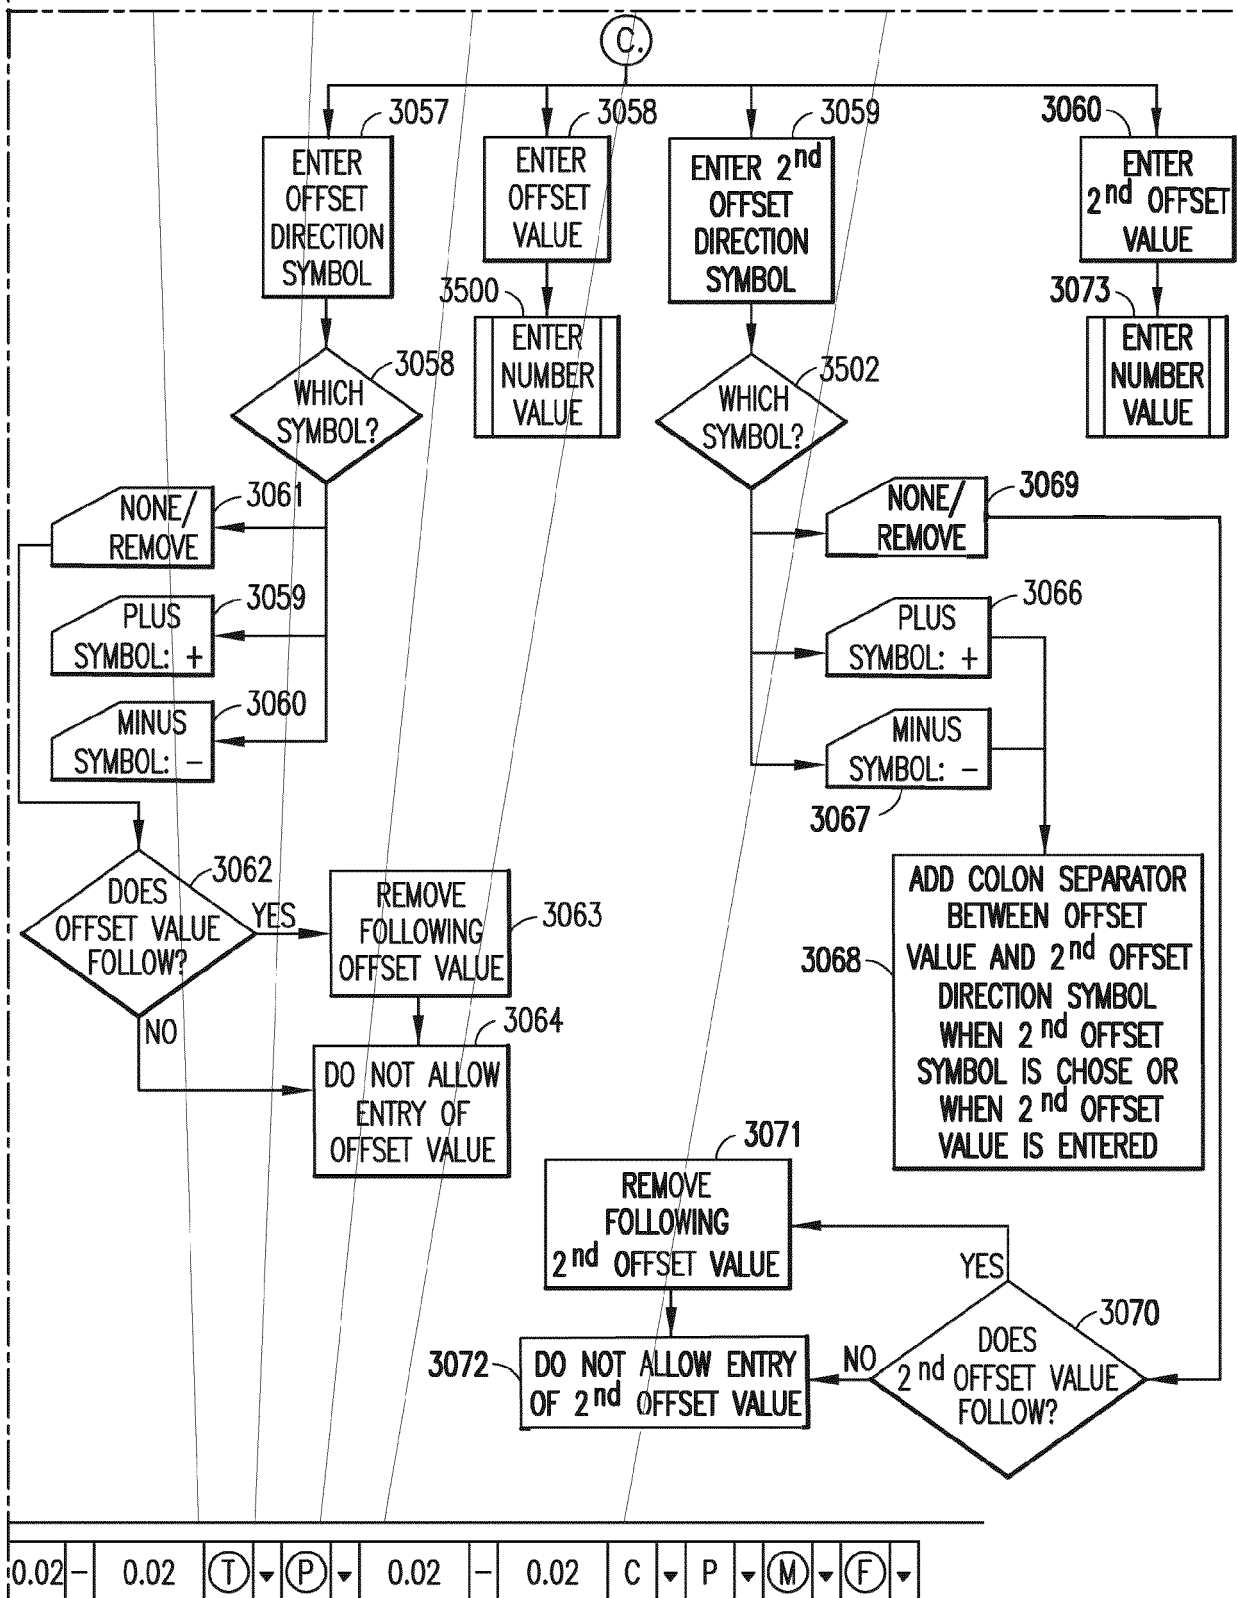 C.
3057
ENTER
OFFSET
DIRECTION
SYMBOL
3058
ENTER
OFFSET
VALUE
3059
ENTER 2nd
OFFSET
DIRECTION
SYMBOL
3060
ENTER
2nd OFFSET
VALUE
3500
ENTER
NUMBER
VALUE
3073
ENTER
NUMBER
VALUE
3058
WHICH
SYMBOL?
3502
WHICH
SYMBOL?
3061
NONE/
REMOVE
3059
PLUS
SYMBOL: +
3060
MINUS
SYMBOL: -
3069
NONE/
REMOVE
3066
PLUS
SYMBOL: +
MINUS
SYMBOL: -
3067
3062
DOES
OFFSET VALUE
FOLLOW?
YES
NO
REMOVE
FOLLOWING
OFFSET VALUE
3063
3064
DO NOT ALLOW
ENTRY OF
OFFSET VALUE
3068
ADD COLON SEPARATOR
BETWEEN OFFSET
VALUE AND 2nd OFFSET
DIRECTION SYMBOL
WHEN 2nd OFFSET
SYMBOL IS CHOSE OR
WHEN 2nd OFFSET
VALUE IS ENTERED
3071
REMOVE
FOLLOWING
2nd OFFSET VALUE
YES
3070
DOES
2nd OFFSET VALUE
FOLLOW?
NO
3072
DO NOT ALLOW ENTRY
OF 2nd OFFSET VALUE
0.02 - 0.02 T P 0.02 - 0.02 C P M F